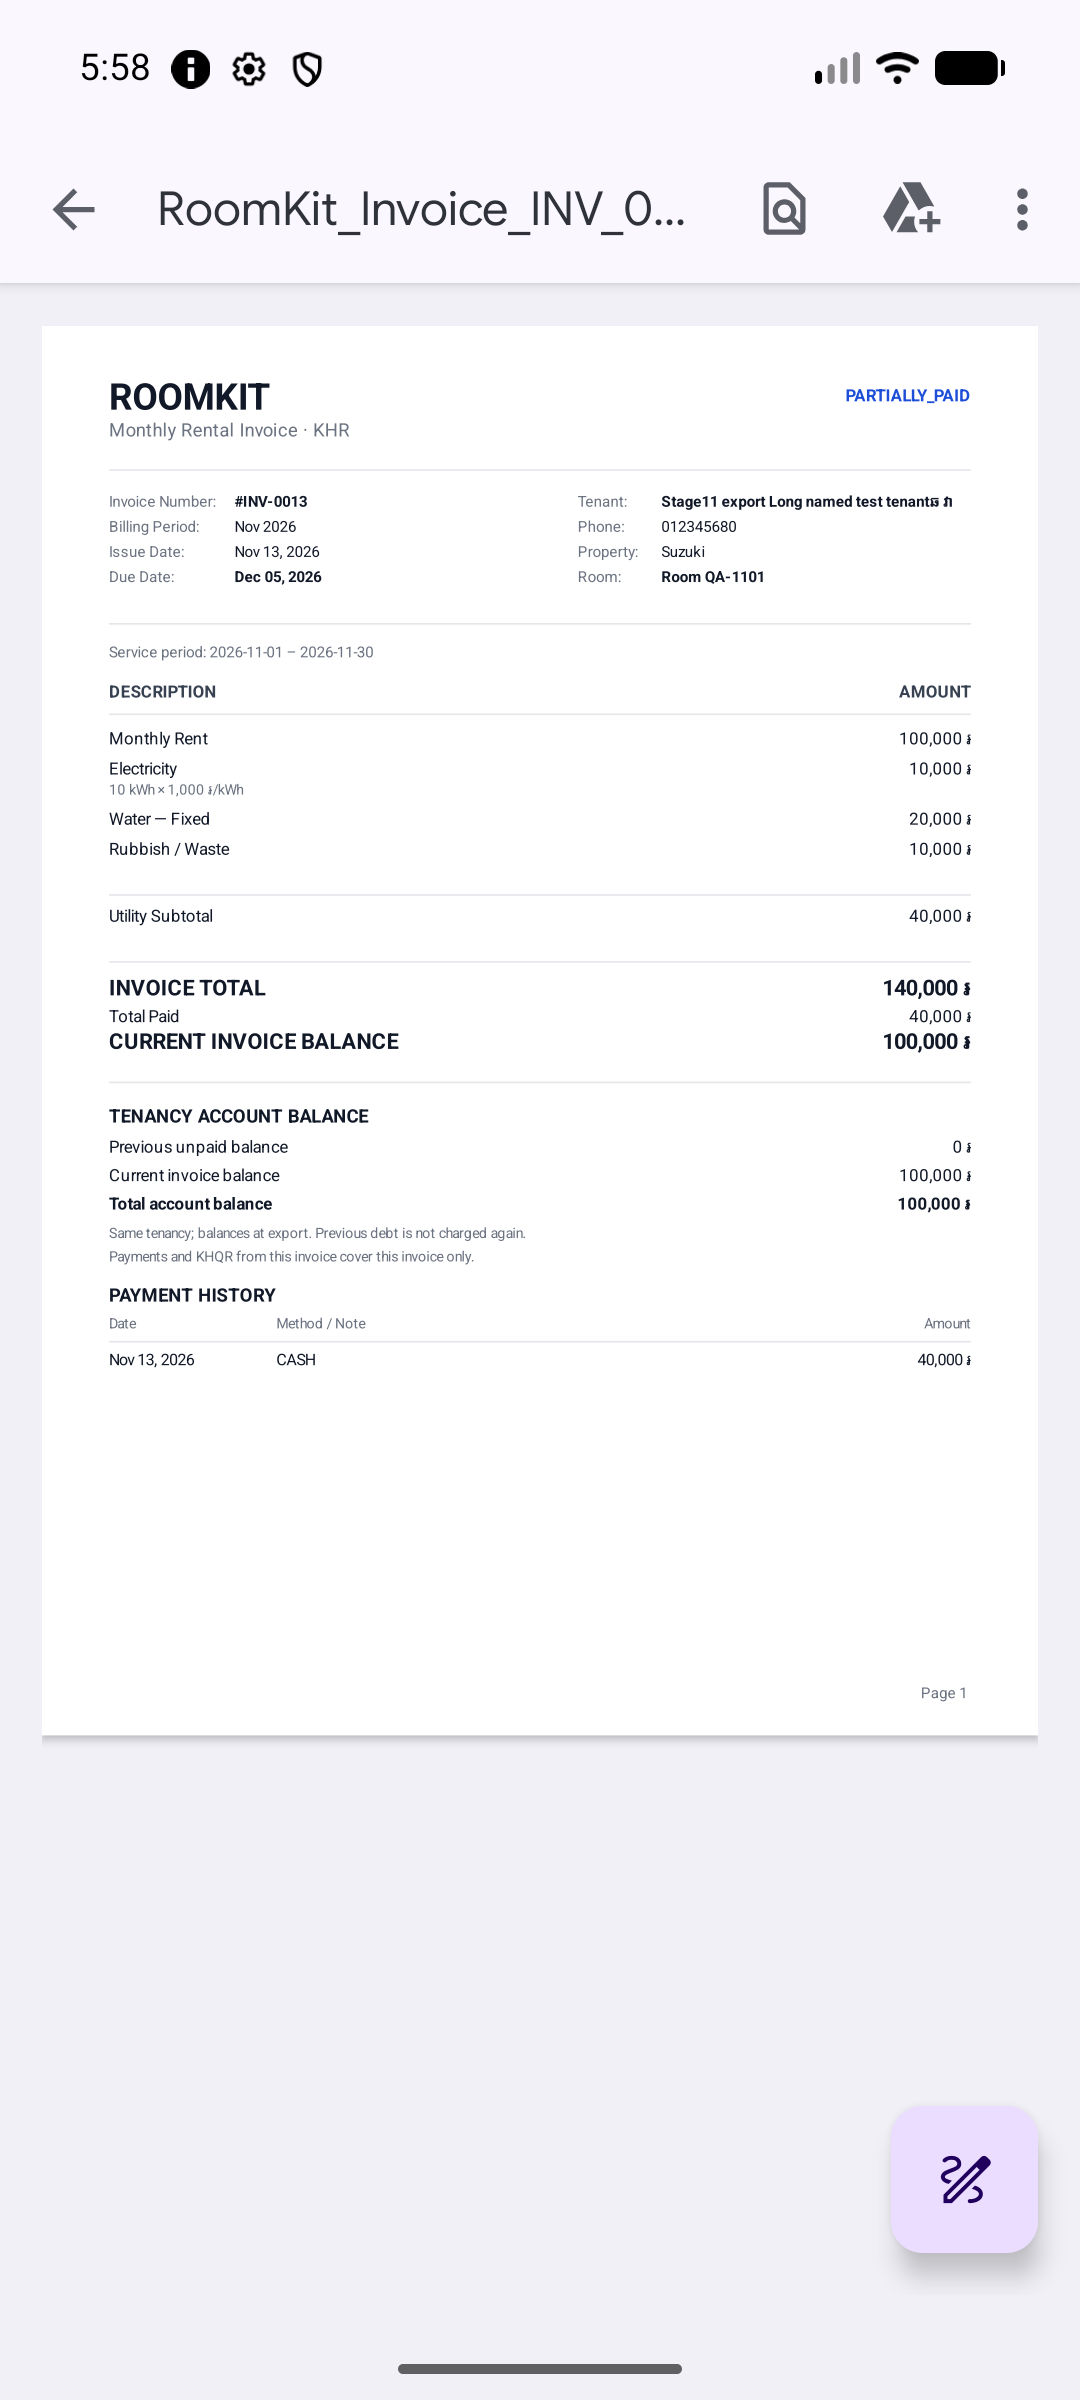 5:58
RoomKit_Invoice_INV_0...
ROOMKIT
PARTIALLY_PAID
Monthly Rental Invoice · KHR
Invoice Number: #INV-0013
Billing Period: Nov 2026
Issue Date: Nov 13, 2026
Due Date: Dec 05, 2026
Tenant: Stage11 export Long named test tenant
Phone: 012345680
Property: Suzuki
Room: Room QA-1101
Service period: 2026-11-01 – 2026-11-30
DESCRIPTION AMOUNT
Monthly Rent 100,000 ៛
Electricity 10,000 ៛
10 kWh × 1,000 ៛/kWh
Water — Fixed 20,000 ៛
Rubbish / Waste 10,000 ៛
Utility Subtotal 40,000 ៛
INVOICE TOTAL 140,000 ៛
Total Paid 40,000 ៛
CURRENT INVOICE BALANCE 100,000 ៛
TENANCY ACCOUNT BALANCE
Previous unpaid balance 0 ៛
Current invoice balance 100,000 ៛
Total account balance 100,000 ៛
Same tenancy; balances at export. Previous debt is not charged again.
Payments and KHQR from this invoice cover this invoice only.
PAYMENT HISTORY
Date Method / Note Amount
Nov 13, 2026 CASH 40,000 ៛
Page 1